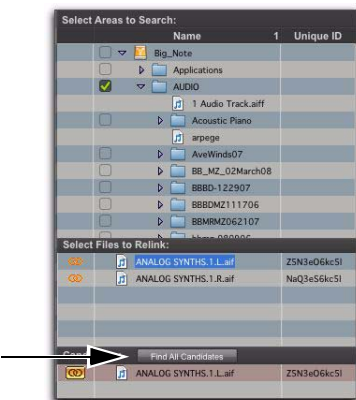 Select Areas to Search:
Name 1 Unique ID
Big_Note
Applications
AUDIO
1 Audio Track.aiff
Acoustic Piano
arpege
AveWinds07
BB_MZ_02March08
BBBD-122907
BBBDMZ111706
BBMRMZ062107
Select Files to Relink:
ANALOG SYNTHS.1.L.aif ZSN3eO6kc5I
ANALOG SYNTHS.1.R.aif NaQ3eS6kc5I
Find All Candidates
ANALOG SYNTHS.1.L.aif ZSN3eO6kc5I